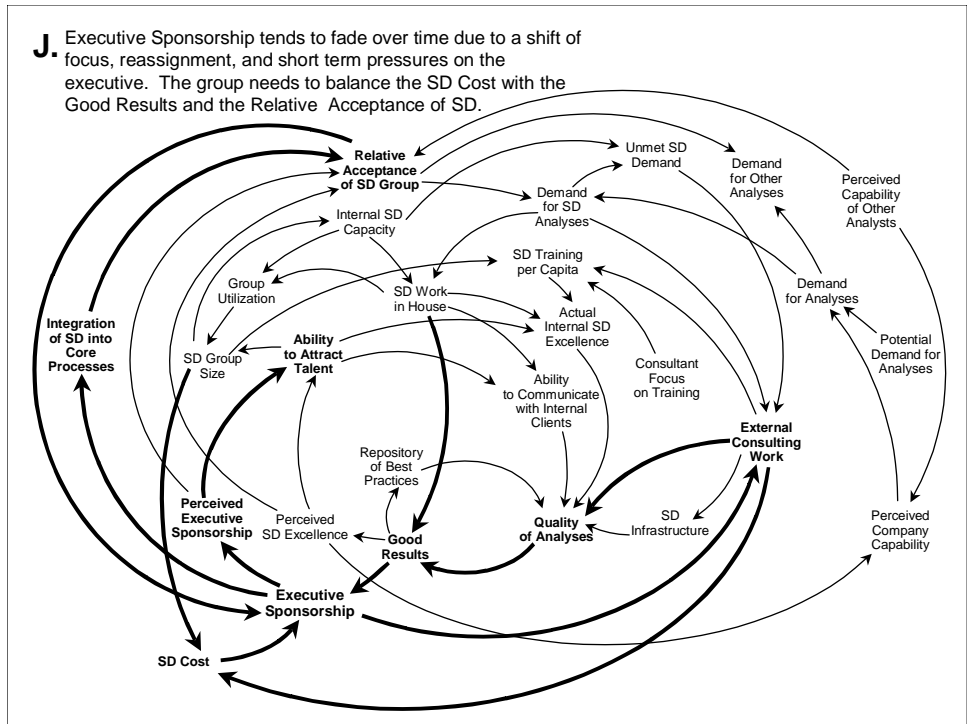 J. Executive Sponsorship tends to fade over time due to a shift of
focus, reassignment, and short term pressures on the
executive. The group needs to balance the SD Cost with the
Good Results and the Relative Acceptance of SD.
Relative
Acceptance
of SD Group
Unmet SD
Demand
Demand
for Other
Analyses
Perceived
Capability
of Other
Analysts
Demand
for SD
Analyses
Internal SD
Capacity
SD Training
per Capita
Group
Utilization
SD Work
in House
Demand
for Analyses
Actual
Internal SD
Excellence
Integration
of SD into
Core
Processes
SD Group
Size
Ability
to Attract
Talent
Potential
Demand for
Analyses
Consultant
Focus
on Training
Ability
to Communicate
with Internal
Clients
External
Consulting
Work
Repository
of Best
Practices
Perceived
Executive
Sponsorship
Perceived
SD Excellence
Good
Results
Quality
of Analyses
SD
Infrastructure
Perceived
Company
Capability
Executive
Sponsorship
SD Cost